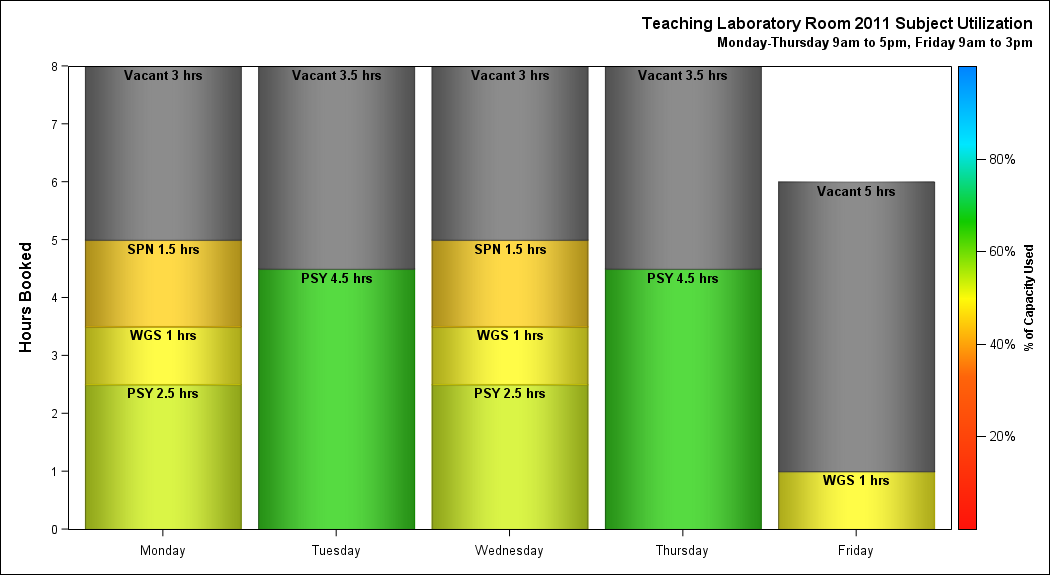 Teaching Laboratory Room 2011 Subject Utilization
Monday-Thursday 9am to 5pm, Friday 9am to 3pm
Hours Booked
8
7
6
5
4
3
2
1
0
Vacant 3 hrs
SPN 1.5 hrs
WGS 1 hrs
PSY 2.5 hrs
Vacant 3.5 hrs
PSY 4.5 hrs
Vacant 3 hrs
SPN 1.5 hrs
WGS 1 hrs
PSY 2.5 hrs
Vacant 3.5 hrs
PSY 4.5 hrs
Vacant 5 hrs
WGS 1 hrs
Monday
Tuesday
Wednesday
Thursday
Friday
80%
60%
40%
20%
% of Capacity Used